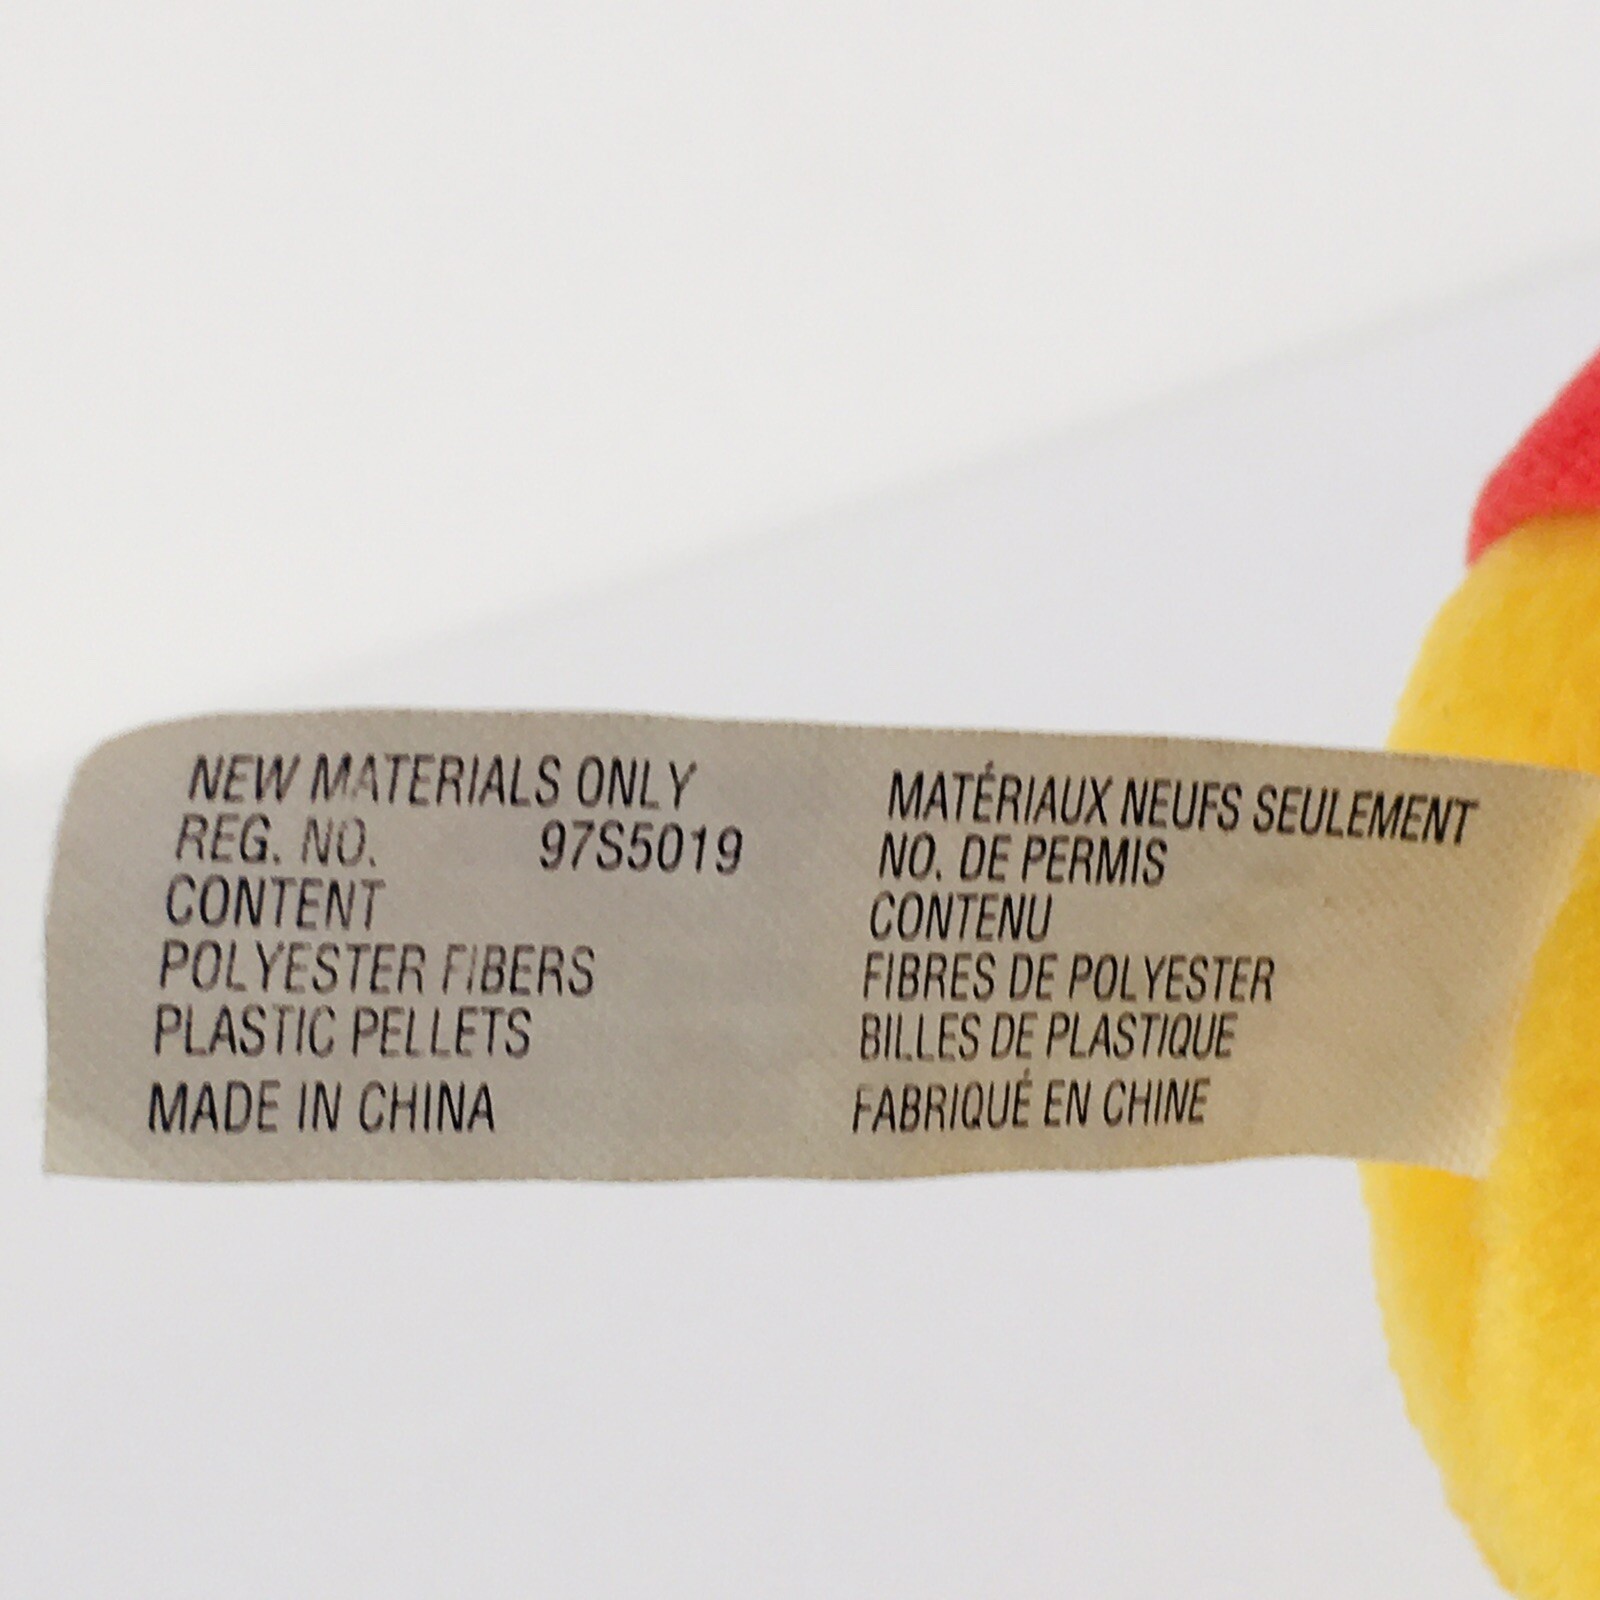 NEW MATERIALS ONLY
REG. NO. 97S5019
CONTENT
POLYESTER FIBERS
PLASTIC PELLETS
MADE IN CHINA
MATÉRIAUX NEUFS SEULEMENT
NO. DE PERMIS
CONTENU
FIBRES DE POLYESTER
BILLES DE PLASTIQUE
FABRIQUÉ EN CHINE